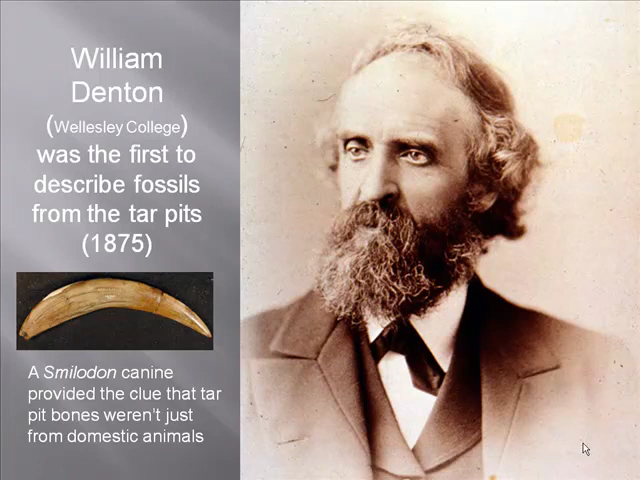 William
Denton
(Wellesley College)
was the first to
describe fossils
from the tar pits
(1875)
A Smilodon canine
provided the clue that tar
pit bones weren't just
from domestic animals